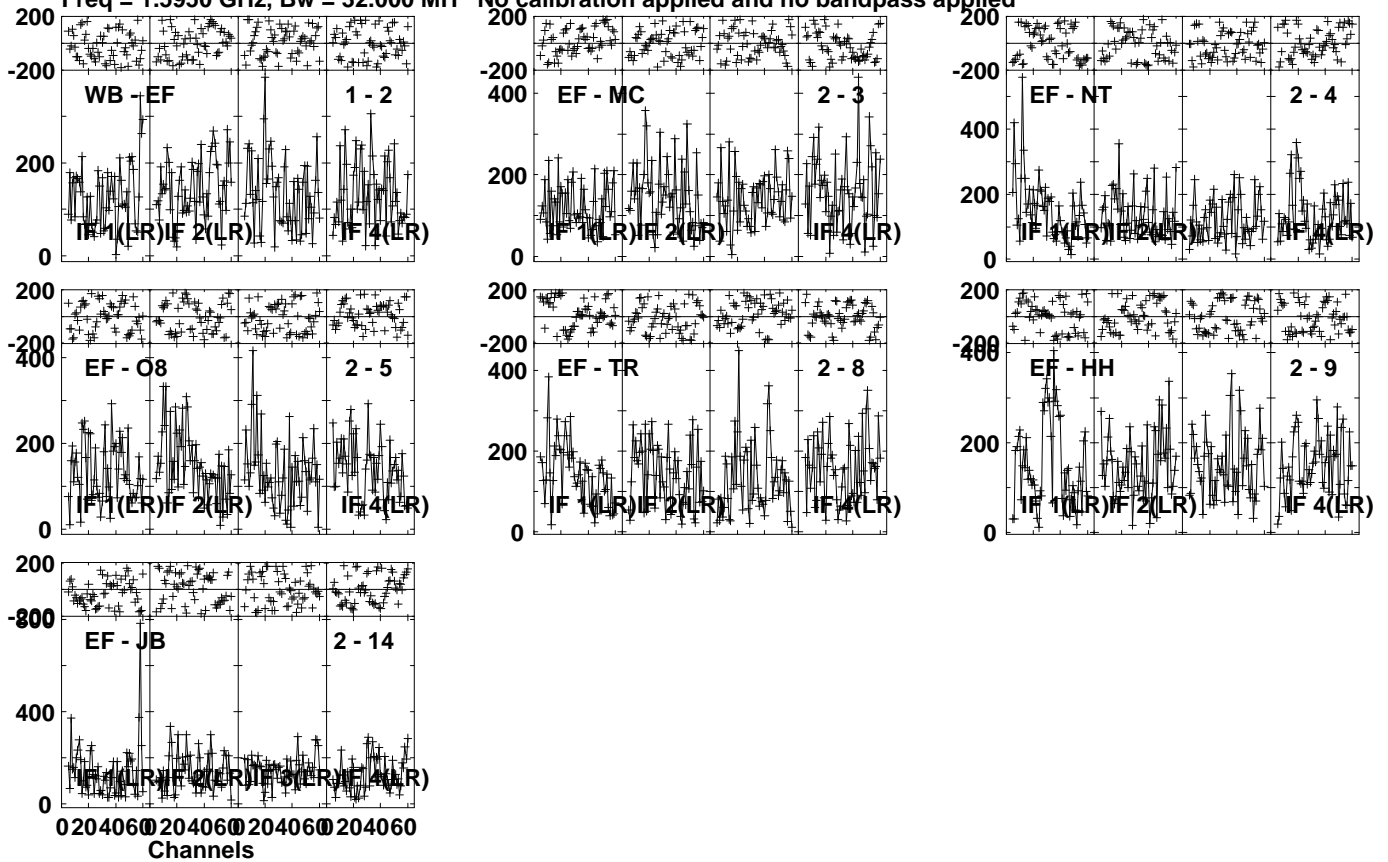 Freq = 1.5950 GHz, Bw = 32.000 MH No calibration applied and no bandpass applied
200
-200
WB - EF 1 - 2
200
IF 1(LR) IF 2(LR) IF 4(LR)
0
200
-200
EF - MC 2 - 3
400
200
IF 1(LR) IF 2(LR) IF 4(LR)
0
200
-200
EF - NT 2 - 4
400
200
IF 1(LR) IF 2(LR) IF 4(LR)
0
200
-200
400
EF - O8 2 - 5
200
IF 1(LR) IF 2(LR) IF 4(LR)
0
200
-200
400
EF - TR 2 - 8
200
IF 1(LR) IF 2(LR) IF 4(LR)
0
200
-200
400
EF - HH 2 - 9
200
IF 1(LR) IF 2(LR) IF 4(LR)
0
200
-200
800
EF - JB 2 - 14
400
IF 1(LR) IF 2(LR) IF 3(LR) IF 4(LR)
0
0 20 40 60 0 20 40 60 0 20 40 60 0 20 40 60
Channels